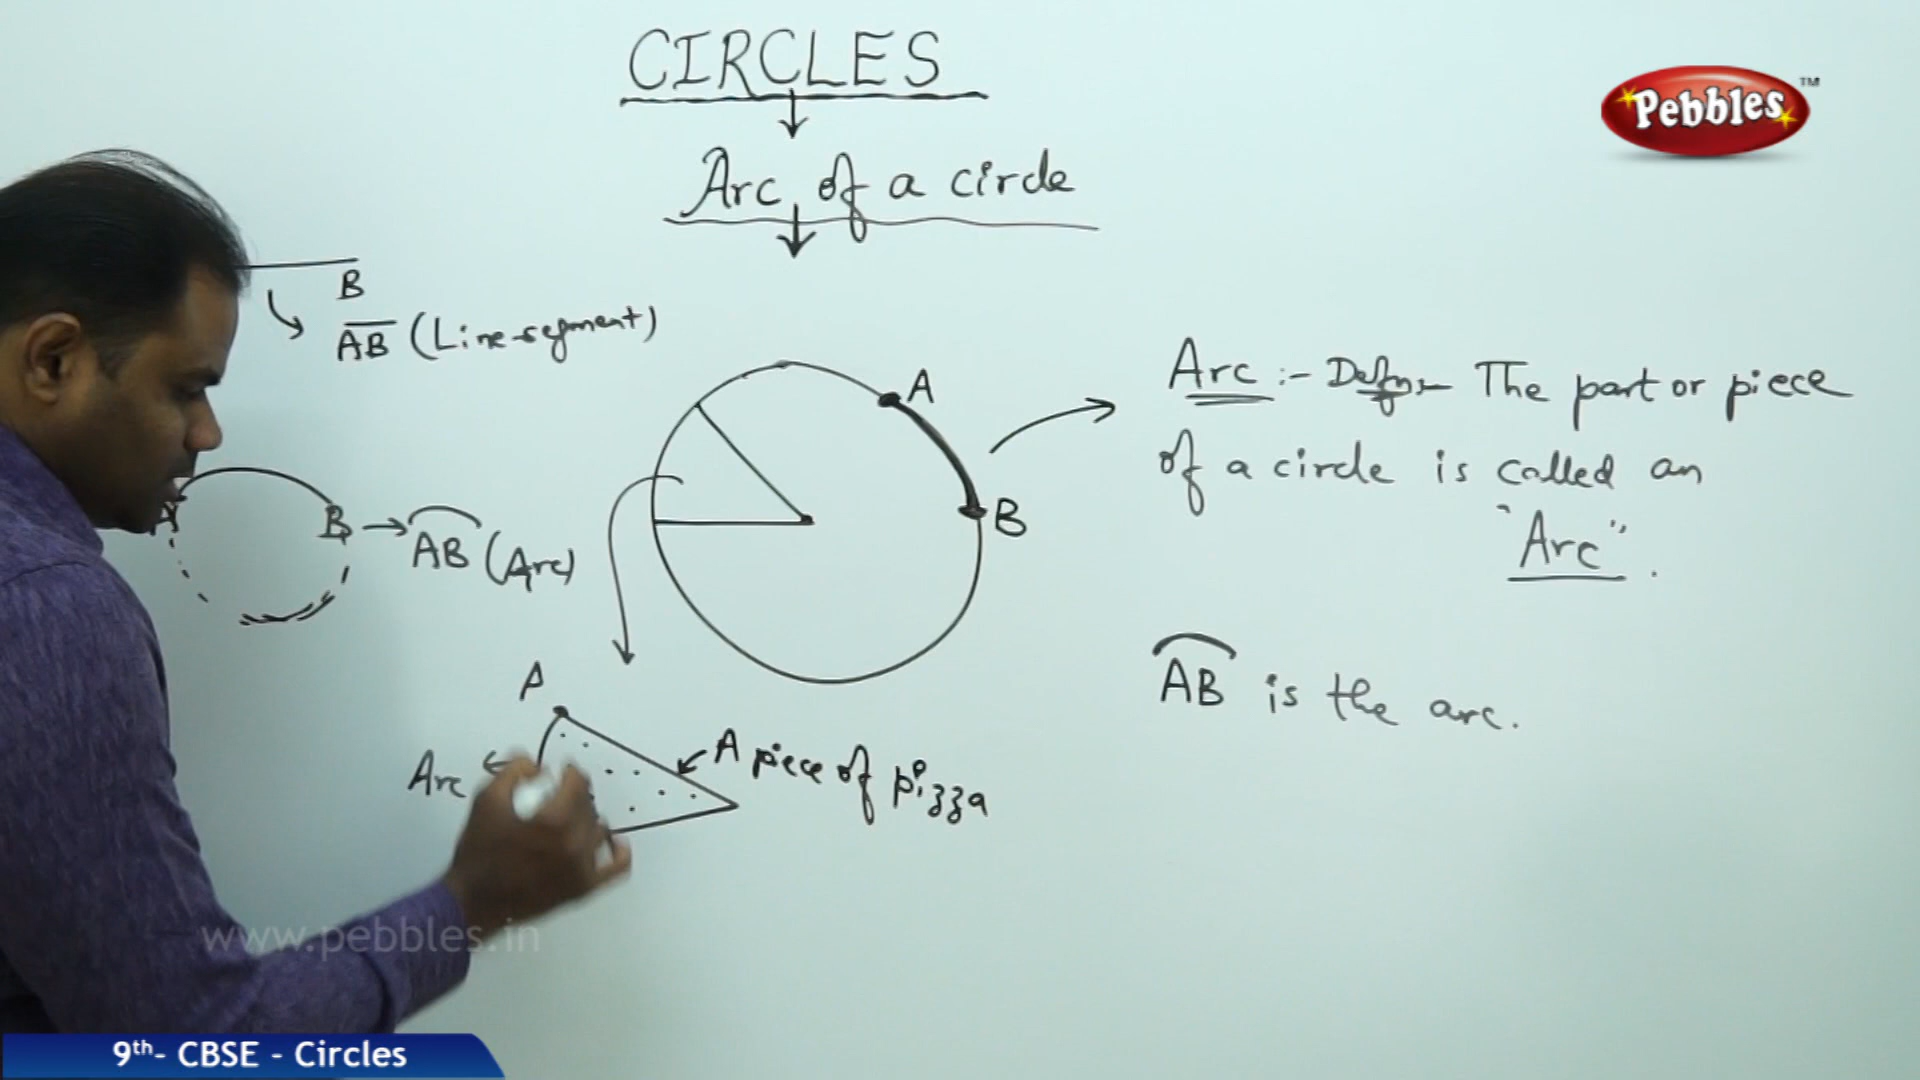 CIRCLES
Arc of a circle
Pebbles™
B
AB (Line-segment)
A
B
AB (Arc)
A
B
Arc :- Defn:- The part or piece
of a circle is called an
"Arc".
AB is the arc.
A
Arc
A piece of pizza
www.pebbles.in
9th- CBSE - Circles